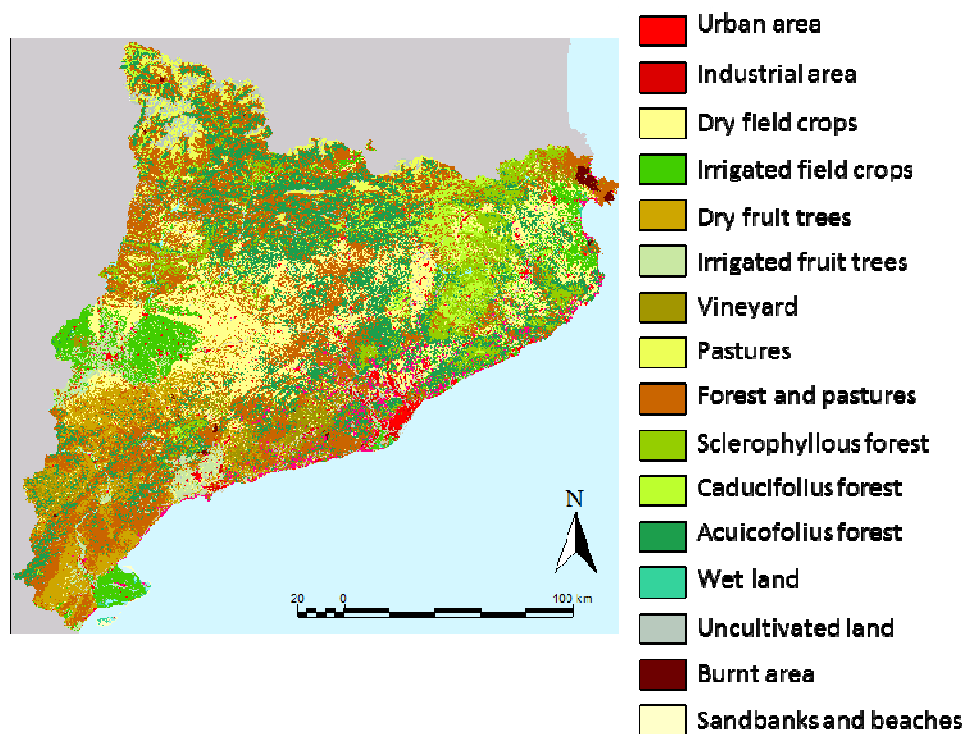 Urban area
Industrial area
Dry field crops
Irrigated field crops
Dry fruit trees
Irrigated fruit trees
Vineyard
Pastures
Forest and pastures
Sclerophyllous forest
Caducifolius forest
Acuicofolius forest
Wet land
Uncultivated land
Burnt area
Sandbanks and beaches
N
20 0 100 km